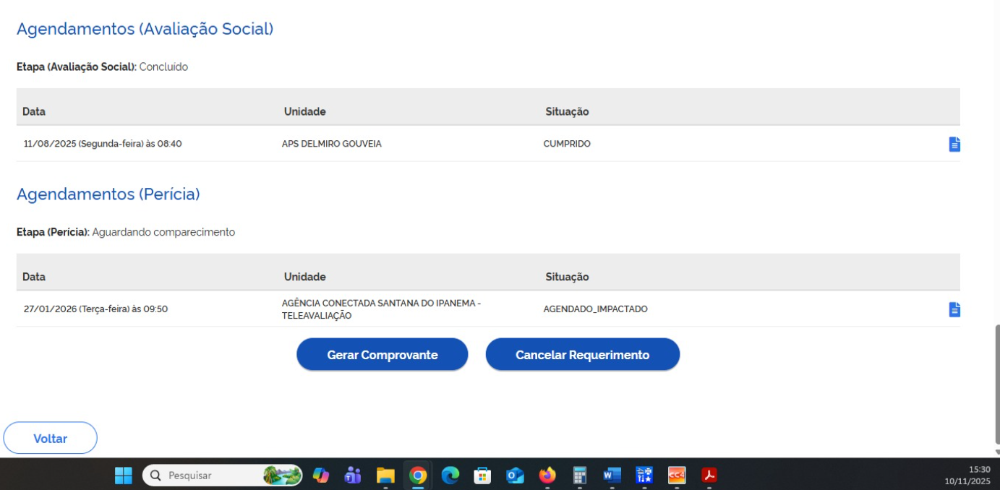 Agendamentos (Avaliação Social)
Etapa (Avaliação Social): Concluído
Data Unidade Situação
11/08/2025 (Segunda-feira) às 08:40 APS DELMIRO GOUVEIA CUMPRIDO
Agendamentos (Perícia)
Etapa (Perícia): Aguardando comparecimento
Data Unidade Situação
27/01/2026 (Terça-feira) às 09:50 AGÊNCIA CONECTADA SANTANA DO IPANEMA -
TELEAVALIAÇÃO AGENDADO_IMPACTADO
Gerar Comprovante Cancelar Requerimento
Voltar
Pesquisar
15:30
10/11/2025